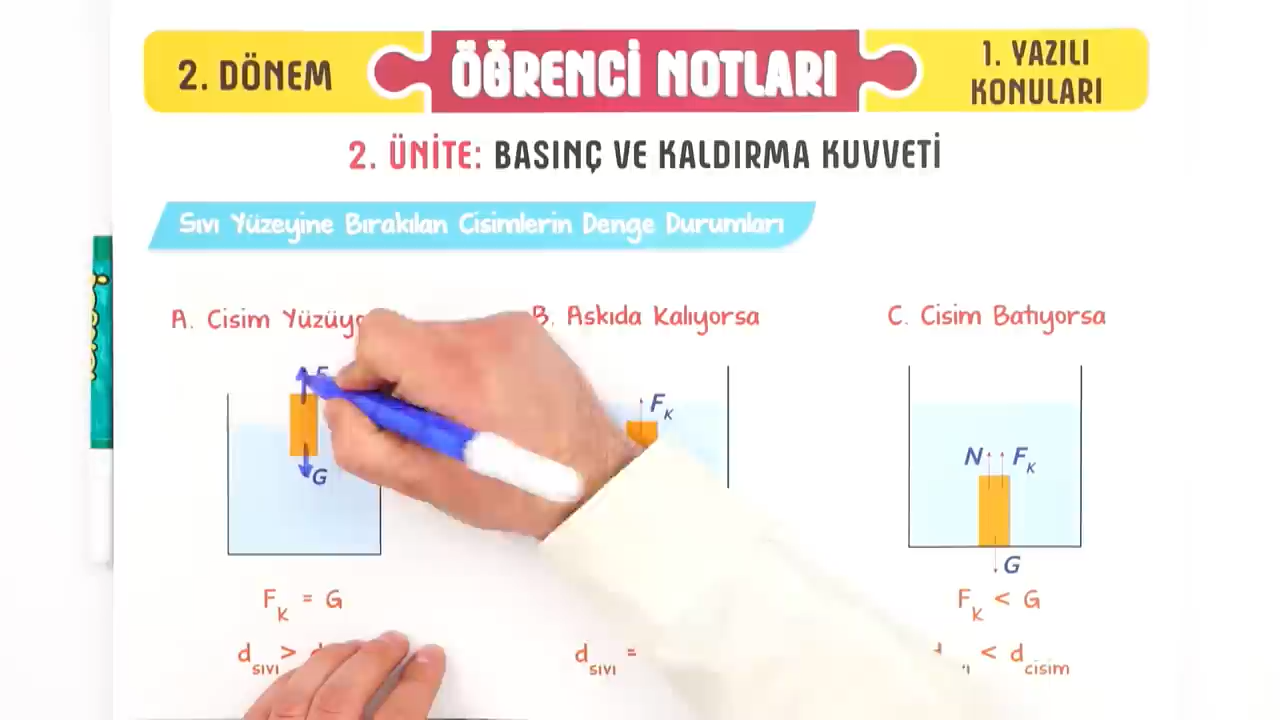 2. DÖNEM
ÖĞRENCİ NOTLARI
1. YAZILI
KONULARI
2. ÜNİTE: BASINÇ VE KALDIRMA KUVVETİ
Sıvı Yüzeyine Bırakılan Cisimlerin Denge Durumları
A. Cisim
B. Askıda Kalıyorsa
C. Cisim Batıyorsa
F
G
F K
N F K
G
F K = G
F K < G
d sıvı >
d sıvı =
< d cisim